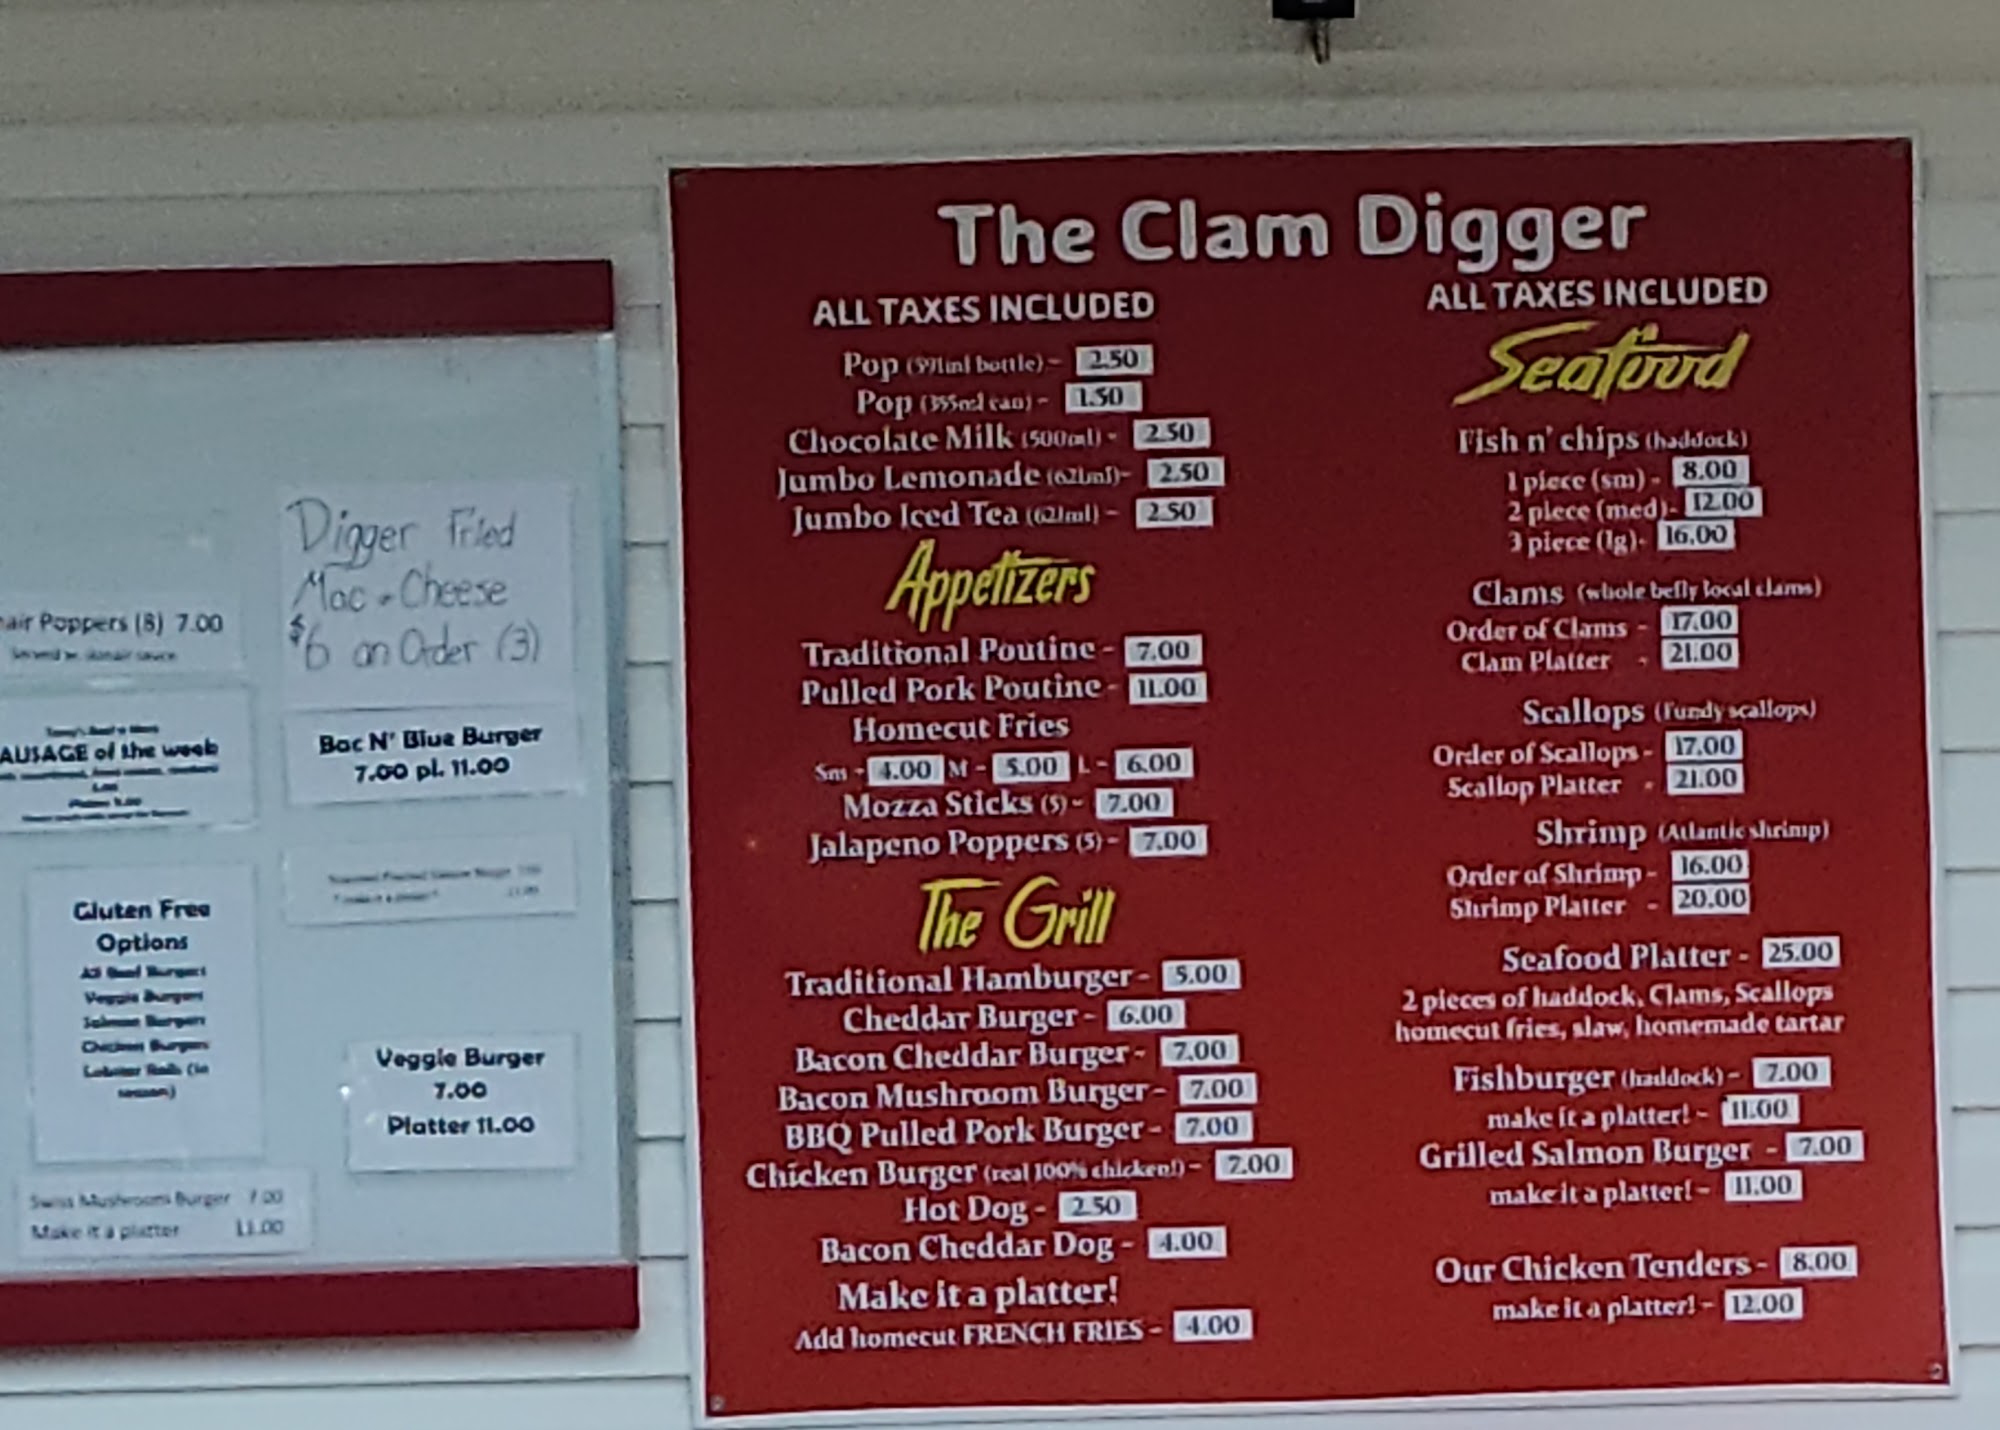 Poppers (8) 7.00
Digger Fried
Mac + Cheese
$6 an Order (3)
AUSAGE of the week
Bac N' Blue Burger
7.00 pl. 11.00
Gluten Free
Options
All Beef Burgers
Veggie Burgers
Salmon Burgers
Chicken Burgers
Lobster Rolls (in
season)
Veggie Burger
7.00
Platter 11.00
Swiss Mushroom Burger 7.00
Make it a platter 11.00
The Clam Digger
ALL TAXES INCLUDED
Pop (591ml bottle) - 2.50
Pop (355ml can) - 1.50
Chocolate Milk (500ml) - 2.50
Jumbo Lemonade (621ml)- 2.50
Jumbo Iced Tea (621ml) - 2.50
Appetizers
Traditional Poutine - 7.00
Pulled Pork Poutine - 11.00
Homecut Fries
Sm - 4.00 M - 5.00 L - 6.00
Mozza Sticks (5) - 7.00
Jalapeno Poppers (5) - 7.00
The Grill
Traditional Hamburger - 5.00
Cheddar Burger - 6.00
Bacon Cheddar Burger - 7.00
Bacon Mushroom Burger - 7.00
BBQ Pulled Pork Burger - 7.00
Chicken Burger (real 100% chicken!) - 7.00
Hot Dog - 2.50
Bacon Cheddar Dog - 4.00
Make it a platter!
Add homecut FRENCH FRIES - 4.00
ALL TAXES INCLUDED
Seafood
Fish n' chips (haddock)
1 piece (sm) - 8.00
2 piece (med)- 12.00
3 piece (lg)- 16.00
Clams (whole belly local clams)
Order of Clams - 17.00
Clam Platter - 21.00
Scallops (Fundy scallops)
Order of Scallops - 17.00
Scallop Platter - 21.00
Shrimp (Atlantic shrimp)
Order of Shrimp - 16.00
Shrimp Platter - 20.00
Seafood Platter - 25.00
2 pieces of haddock, Clams, Scallops
homecut fries, slaw, homemade tartar
Fishburger (haddock) - 7.00
make it a platter! - 11.00
Grilled Salmon Burger - 7.00
make it a platter! - 11.00
Our Chicken Tenders - 8.00
make it a platter! - 12.00